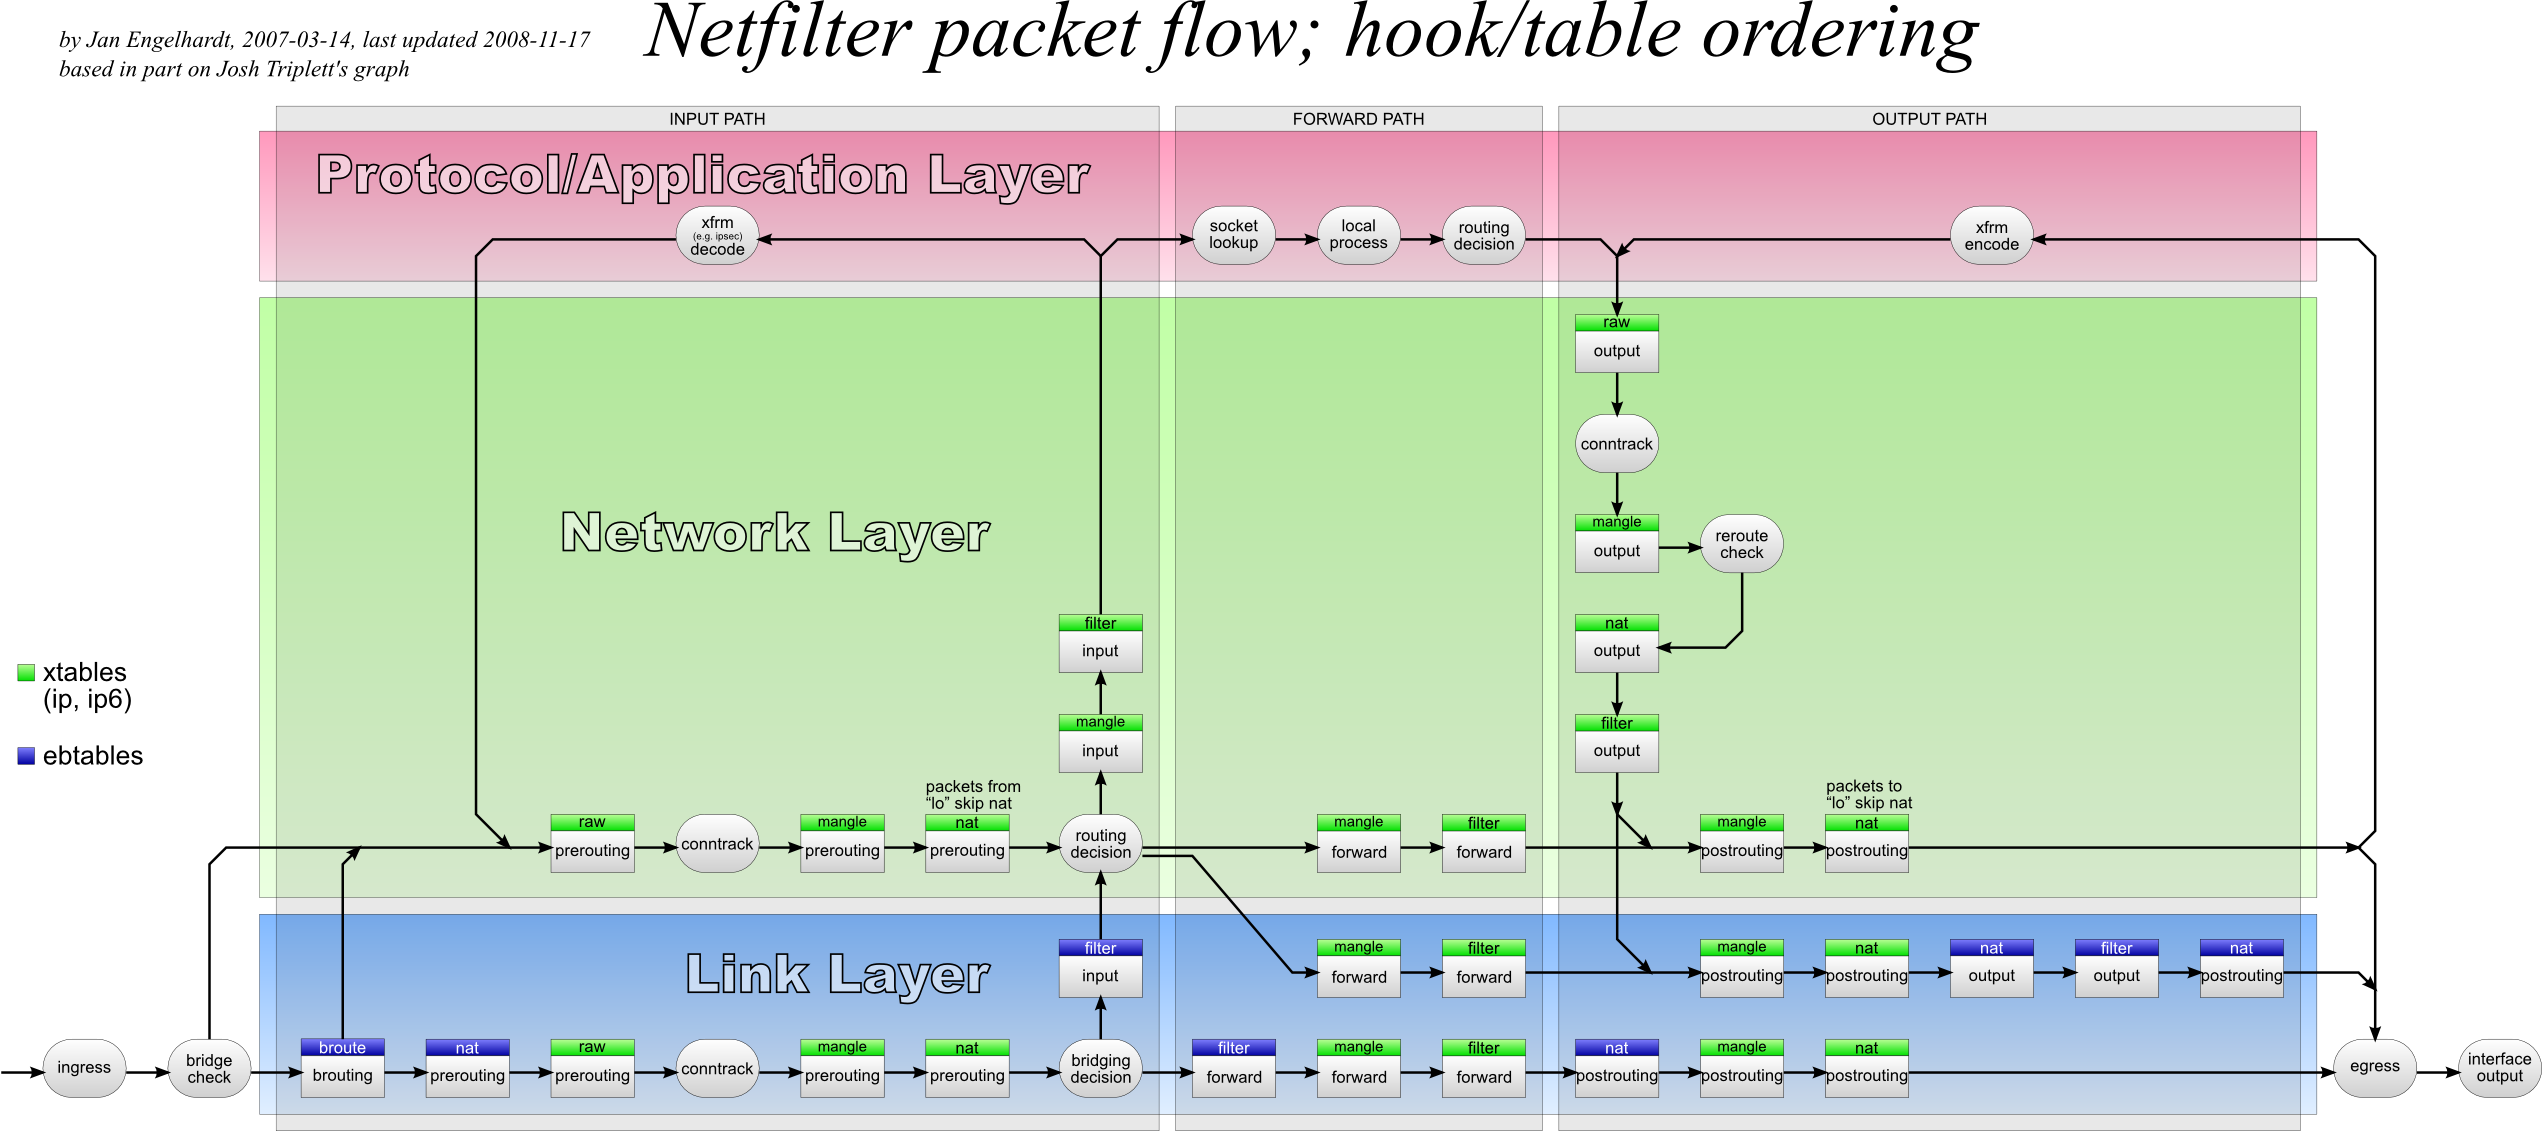 Netfilter packet flow; hook/table ordering
by Jan Engelhardt, 2007-03-14, last updated 2008-11-17
based in part on Josh Triplett's graph
INPUT PATH
FORWARD PATH
OUTPUT PATH
Protocol/Application Layer
xfrm
(e.g. ipsec)
decode
socket
lookup
local
process
routing
decision
xfrm
encode
Network Layer
raw
output
conntrack
mangle
output
reroute
check
nat
output
filter
output
filter
input
mangle
input
xtables
(ip, ip6)
ebtables
packets from
“lo” skip nat
packets to
“lo” skip nat
raw
prerouting
conntrack
mangle
prerouting
nat
prerouting
routing
decision
mangle
forward
filter
forward
mangle
postrouting
nat
postrouting
Link Layer
filter
input
mangle
forward
filter
forward
mangle
postrouting
nat
postrouting
nat
output
filter
output
nat
postrouting
ingress
bridge
check
broute
brouting
nat
prerouting
raw
prerouting
conntrack
mangle
prerouting
nat
prerouting
bridging
decision
filter
forward
mangle
forward
filter
forward
nat
postrouting
mangle
postrouting
nat
postrouting
egress
interface
output